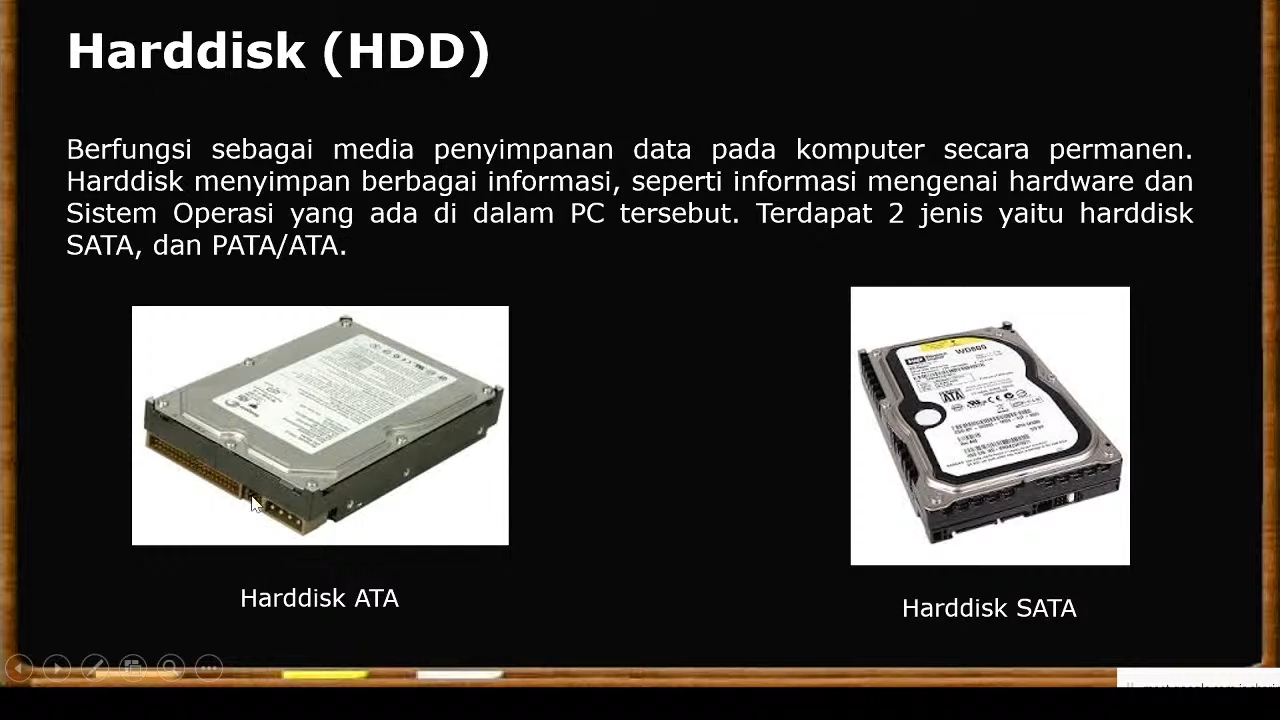 Harddisk (HDD)
Berfungsi sebagai media penyimpanan data pada komputer secara permanen.
Harddisk menyimpan berbagai informasi, seperti informasi mengenai hardware dan
Sistem Operasi yang ada di dalam PC tersebut. Terdapat 2 jenis yaitu harddisk
SATA, dan PATA/ATA.
WD800
SATA
Harddisk ATA
Harddisk SATA